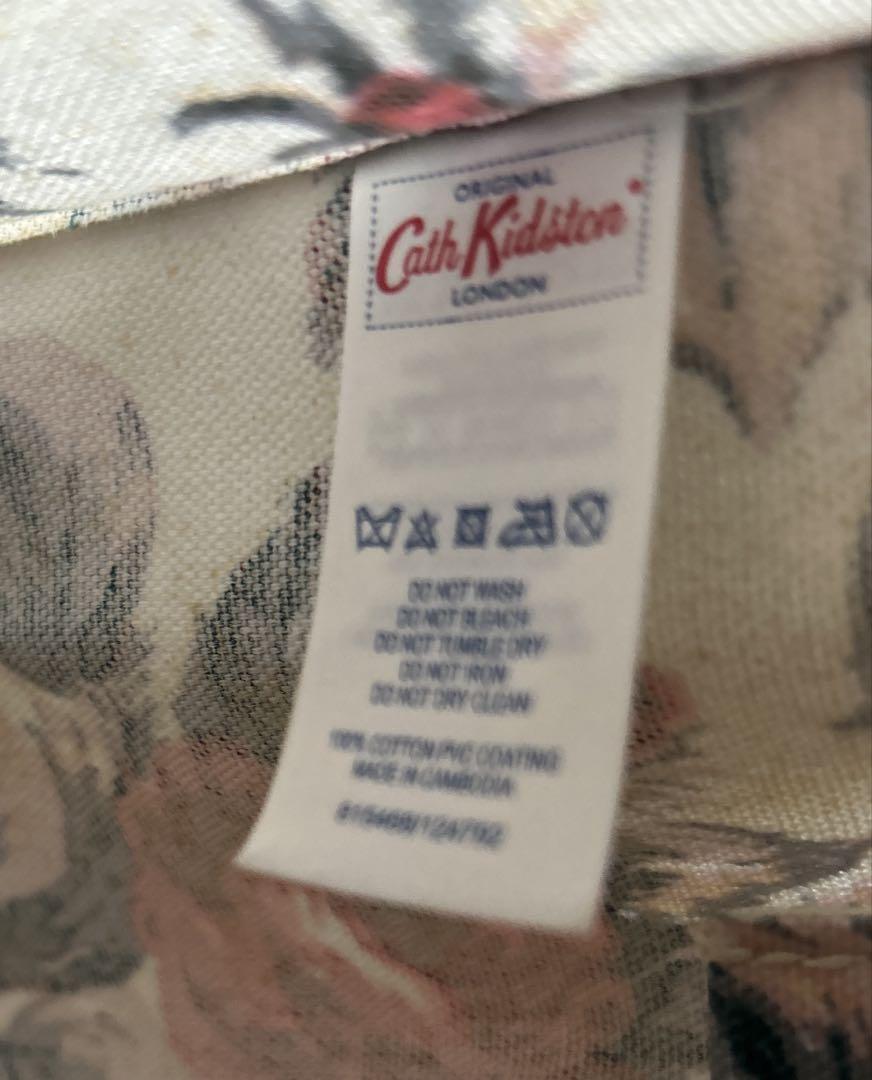 ORIGINAL
Cath Kidston
LONDON
DO NOT WASH
DO NOT BLEACH
DO NOT TUMBLE DRY
DO NOT IRON
DO NOT DRY CLEAN
100% COTTON PVC COATING
MADE IN CAMBODIA